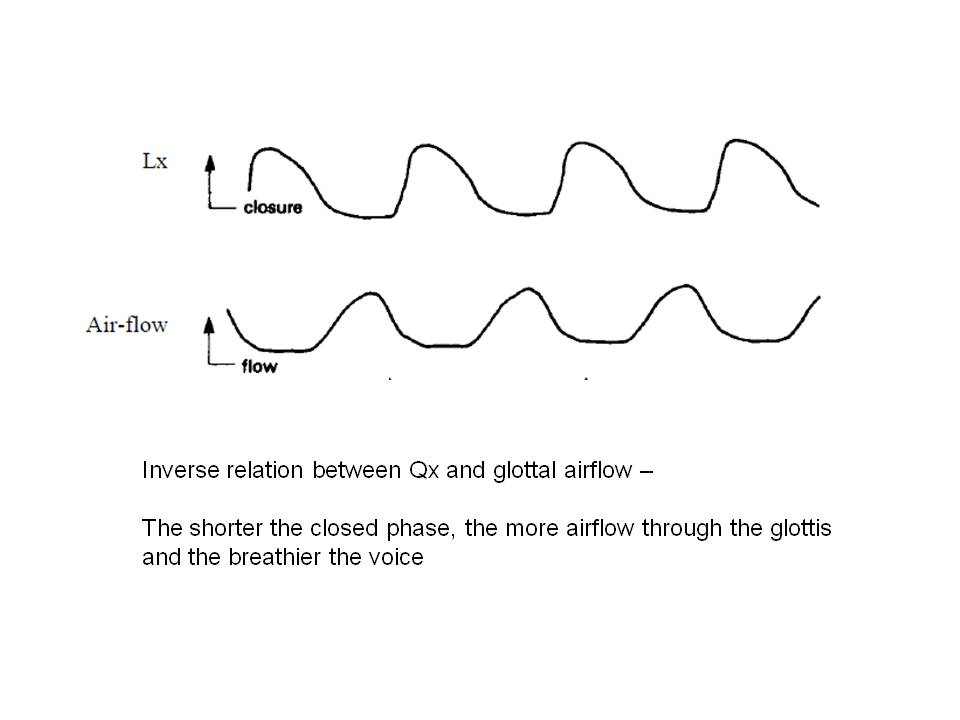 Lx
closure
Air-flow
flow
Inverse relation between Qx and glottal airflow –
The shorter the closed phase, the more airflow through the glottis
and the breathier the voice